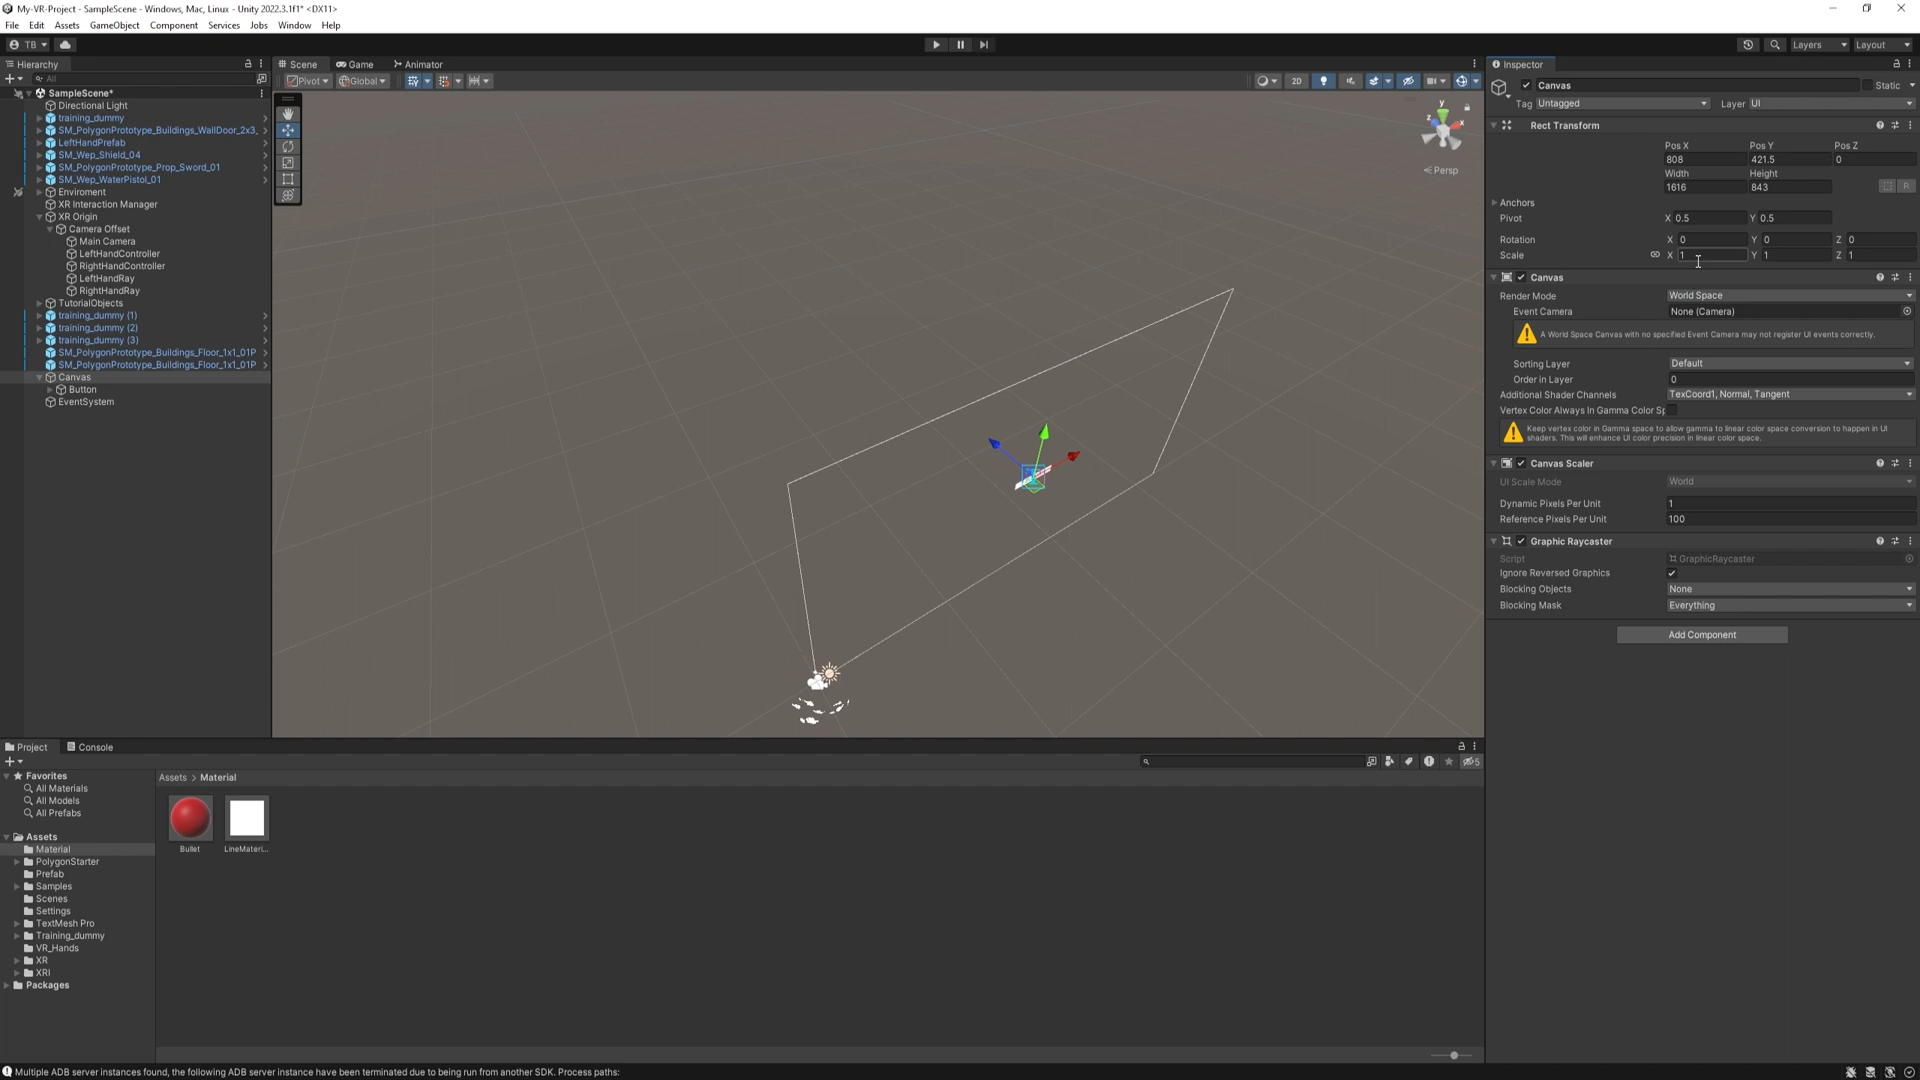 My-VR-Project - SampleScene - Windows, Mac, Linux - Unity 2022.3.1f1* <DX11>
File Edit Assets GameObject Component Services Jobs Window Help
TB Layers Layout
Hierarchy
All
SampleScene*
Directional Light
training_dummy
SM_PolygonPrototype_Buildings_WallDoor_2x3_
LeftHandPrefab
SM_Wep_Shield_04
SM_PolygonPrototype_Prop_Sword_01
SM_Wep_WaterPistol_01
Enviroment
XR Interaction Manager
XR Origin
Camera Offset
Main Camera
LeftHandController
RightHandController
LeftHandRay
RightHandRay
TutorialObjects
training_dummy (1)
training_dummy (2)
training_dummy (3)
SM_PolygonPrototype_Buildings_Floor_1x1_01P
SM_PolygonPrototype_Buildings_Floor_1x1_01P
Canvas
Button
EventSystem
Scene Game Animator
Pivot Global 2D
y
z x
Persp
Inspector
Canvas Static
Tag Untagged Layer UI
Rect Transform
Pos X Pos Y Pos Z
808 421.5 0
Width Height
1616 843 R
Anchors
Pivot X 0.5 Y 0.5
Rotation X 0 Y 0 Z 0
Scale X 1 Y 1 Z 1
Canvas
Render Mode World Space
Event Camera None (Camera)
A World Space Canvas with no specified Event Camera may not register UI events correctly.
Sorting Layer Default
Order in Layer 0
Additional Shader Channels TexCoord1, Normal, Tangent
Vertex Color Always In Gamma Color Sp
Keep vertex color in Gamma space to allow gamma to linear color space conversion to happen in UI
shaders. This will enhance UI color precision in linear color space.
Canvas Scaler
UI Scale Mode World
Dynamic Pixels Per Unit 1
Reference Pixels Per Unit 100
Graphic Raycaster
Script GraphicRaycaster
Ignore Reversed Graphics
Blocking Objects None
Blocking Mask Everything
Add Component
Project Console
5
Favorites
All Materials
All Models
All Prefabs
Assets
Material
PolygonStarter
Prefab
Samples
Scenes
Settings
TextMesh Pro
Training_dummy
VR_Hands
XR
XRI
Packages
Assets > Material
Bullet LineMateri...
Multiple ADB server instances found, the following ADB server instance have been terminated due to being run from another SDK. Process paths: